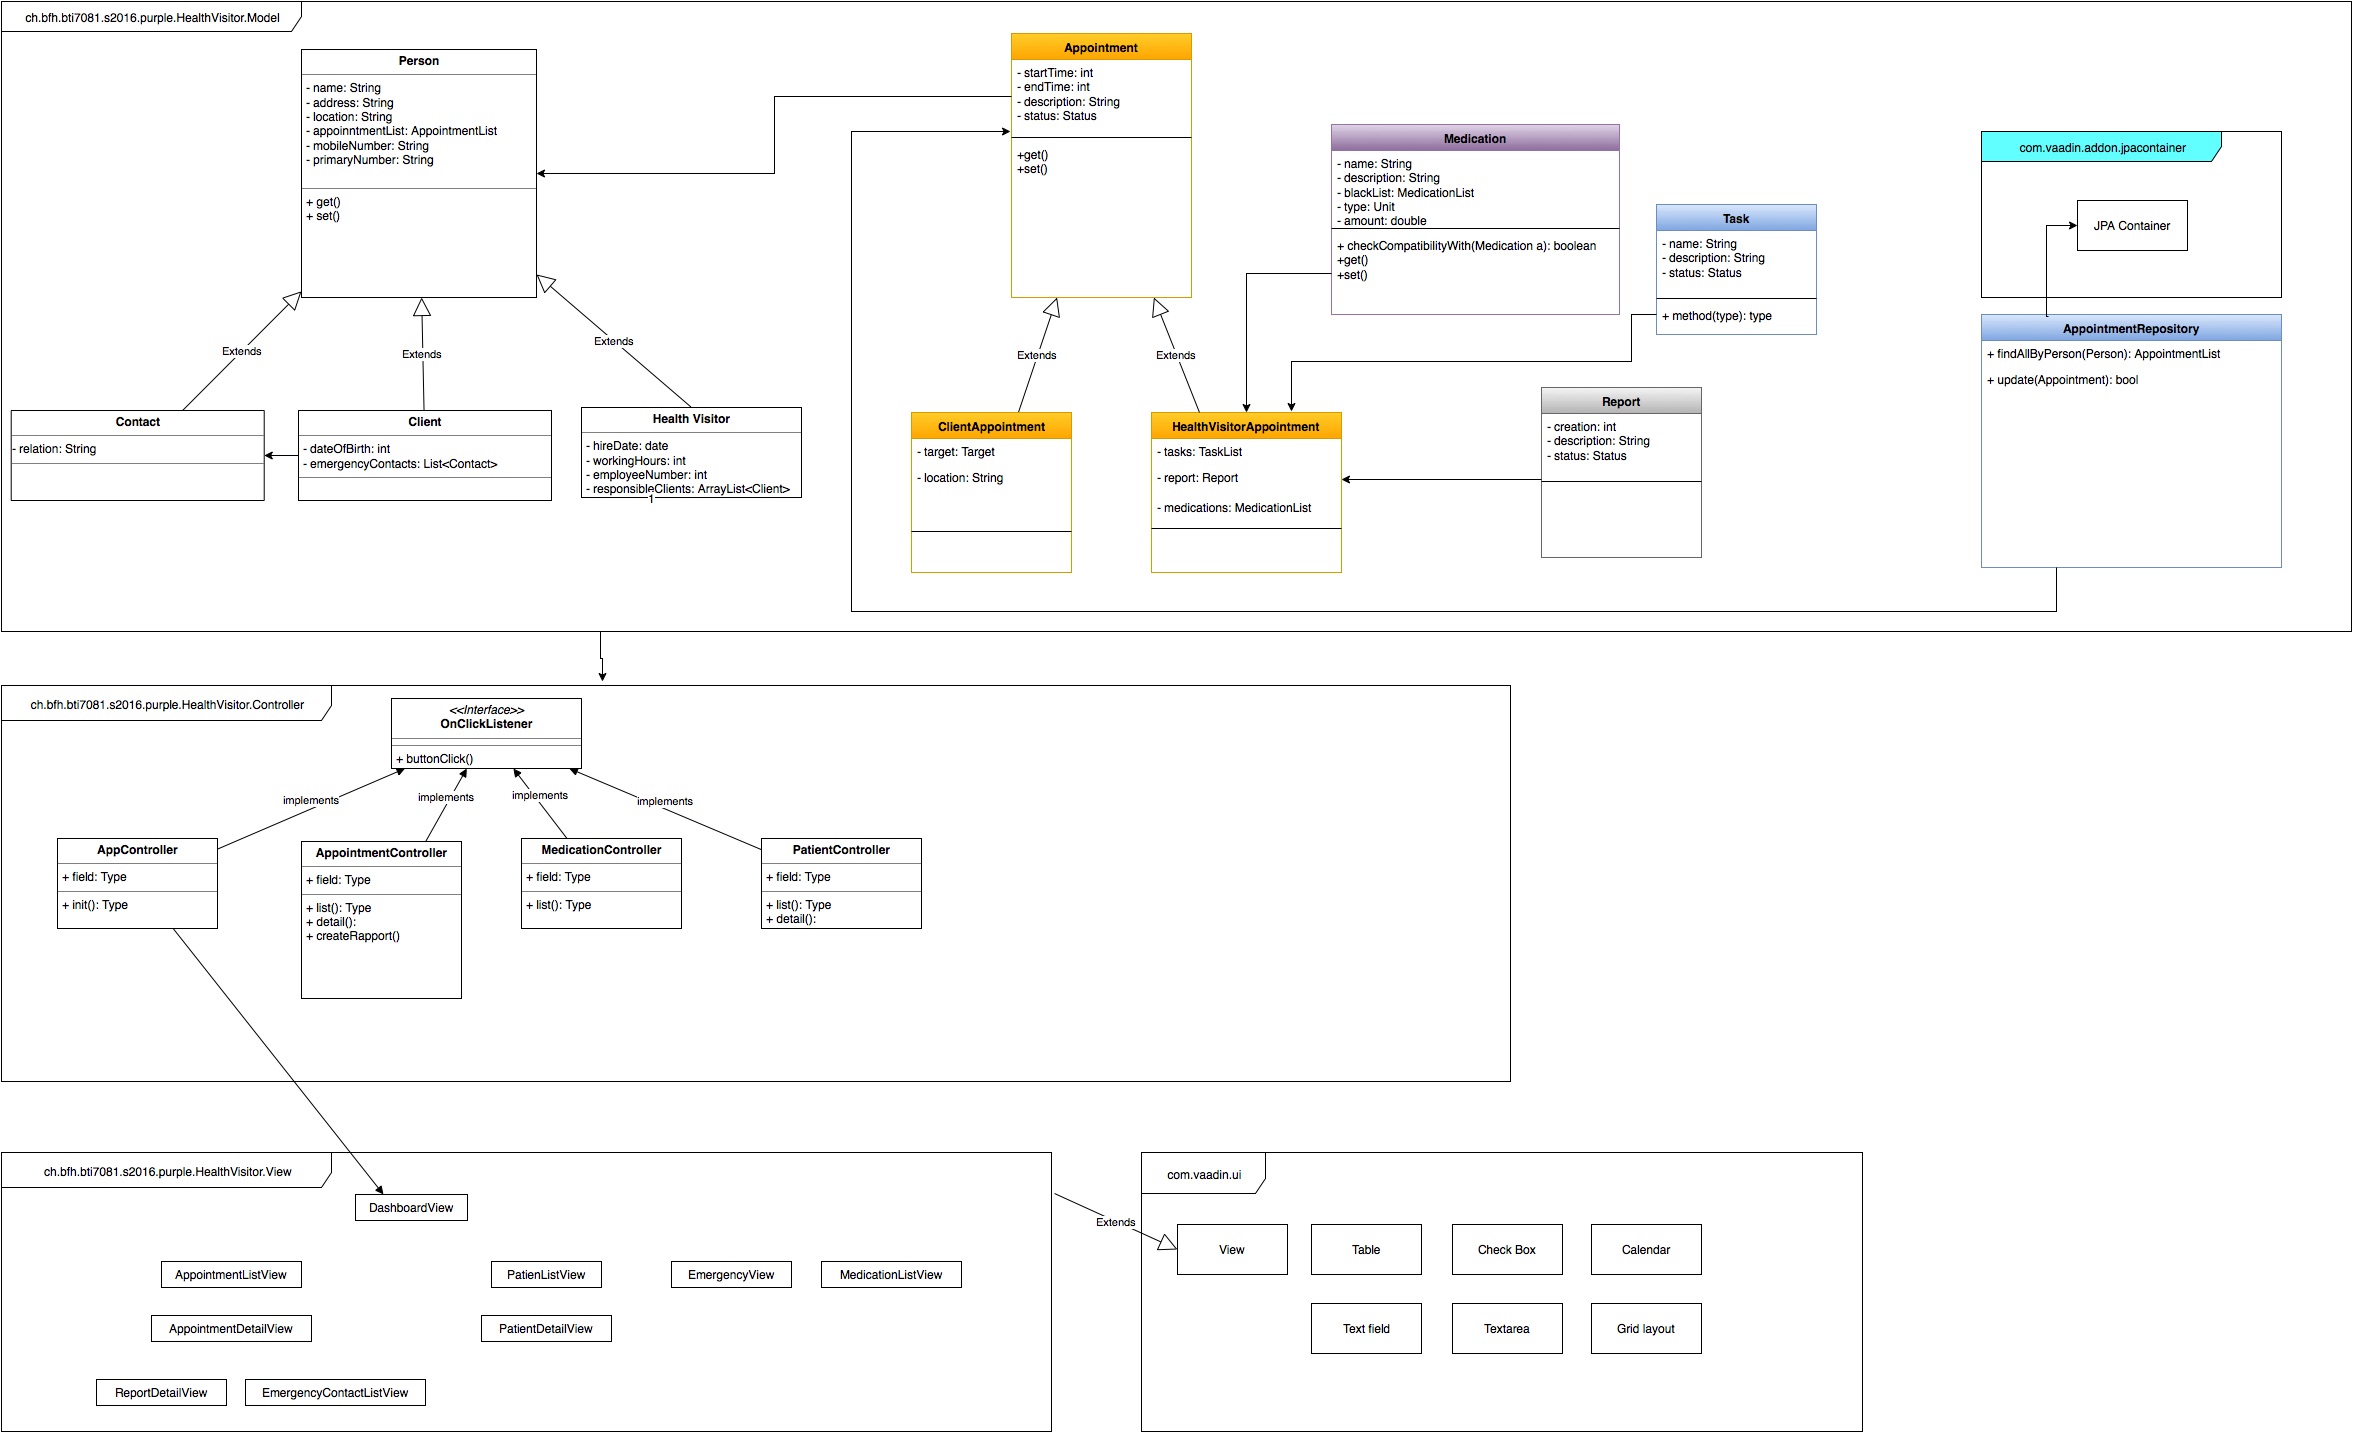 ch.bfh.bti7081.s2016.purple.HealthVisitor.Model
Person
- name: String
- address: String
- location: String
- appoinntmentList: AppointmentList
- mobileNumber: String
- primaryNumber: String
+ get()
+ set()
Appointment
- startTime: int
- endTime: int
- description: String
- status: Status
+get()
+set()
Medication
- name: String
- description: String
- blackList: MedicationList
- type: Unit
- amount: double
+ checkCompatibilityWith(Medication a): boolean
+get()
+set()
Task
- name: String
- description: String
- status: Status
+ method(type): type
com.vaadin.addon.jpacontainer
JPA Container
AppointmentRepository
+ findAllByPerson(Person): AppointmentList
+ update(Appointment): bool
Extends
Extends
Extends
Extends
Extends
Contact
- relation: String
Client
- dateOfBirth: int
- emergencyContacts: List<Contact>
Health Visitor
- hireDate: date
- workingHours: int
- employeeNumber: int
- responsibleClients: ArrayList<Client>
1
ClientAppointment
- target: Target
- location: String
HealthVisitorAppointment
- tasks: TaskList
- report: Report
- medications: MedicationList
Report
- creation: int
- description: String
- status: Status
ch.bfh.bti7081.s2016.purple.HealthVisitor.Controller
<<Interface>>
OnClickListener
+ buttonClick()
implements
implements
implements
implements
AppController
+ field: Type
+ init(): Type
AppointmentController
+ field: Type
+ list(): Type
+ detail():
+ createRapport()
MedicationController
+ field: Type
+ list(): Type
PatientController
+ field: Type
+ list(): Type
+ detail():
ch.bfh.bti7081.s2016.purple.HealthVisitor.View
DashboardView
AppointmentListView
PatienListView
EmergencyView
MedicationListView
AppointmentDetailView
PatientDetailView
ReportDetailView
EmergencyContactListView
Extends
com.vaadin.ui
View
Table
Check Box
Calendar
Text field
Textarea
Grid layout